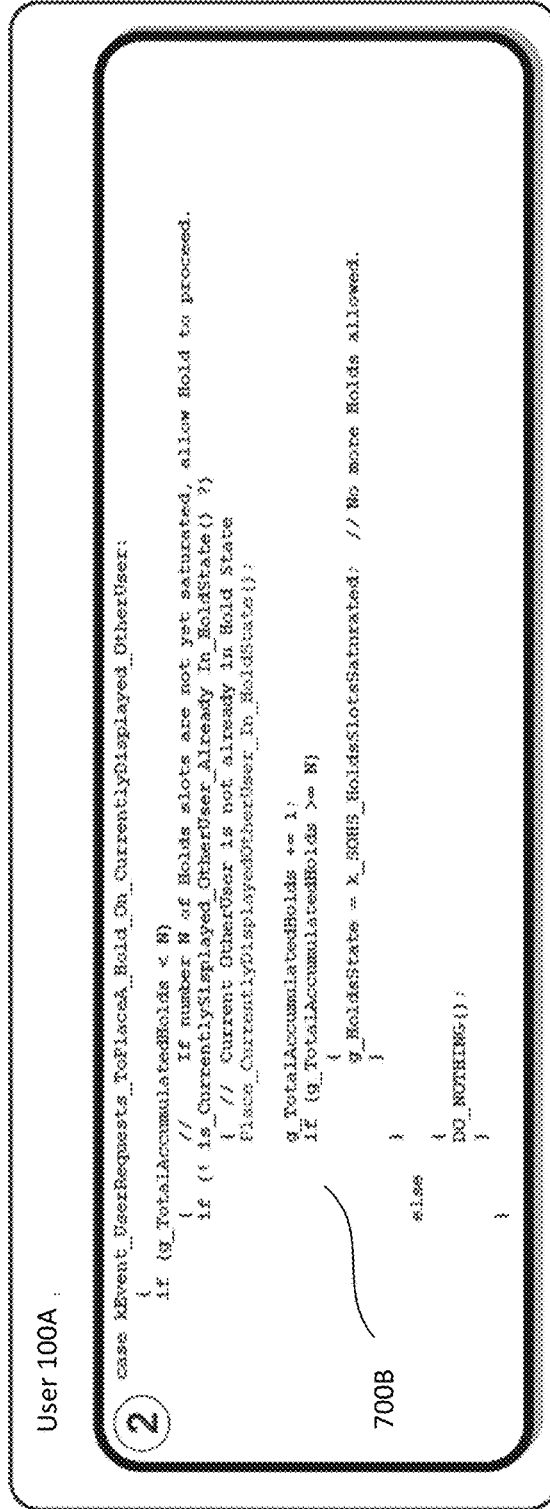 User 100A
2
case kEvent_UserRequests_ToPlaceA_Hold_On_CurrentlyDisplayed_OtherUser:
{
if (g_TotalAccumulatedHolds < N)
{ // If number N of Holds slots are not yet saturated, allow Hold to proceed.
if (! is_CurrentlyDisplayed_OtherUser_Already_In_HoldState() ?)
{ // Current OtherUser is not already in Hold State
Place_CurrentlyDisplayedOtherUser_In_HoldState();
g_TotalAccumulatedHolds += 1;
if (g_TotalAccumulatedHolds >= N)
{
g_HoldsState = k_SOHS_HoldsSlotsSaturated; // No more Holds allowed.
}
}
else
{
DO_NOTHING();
}
}
700B